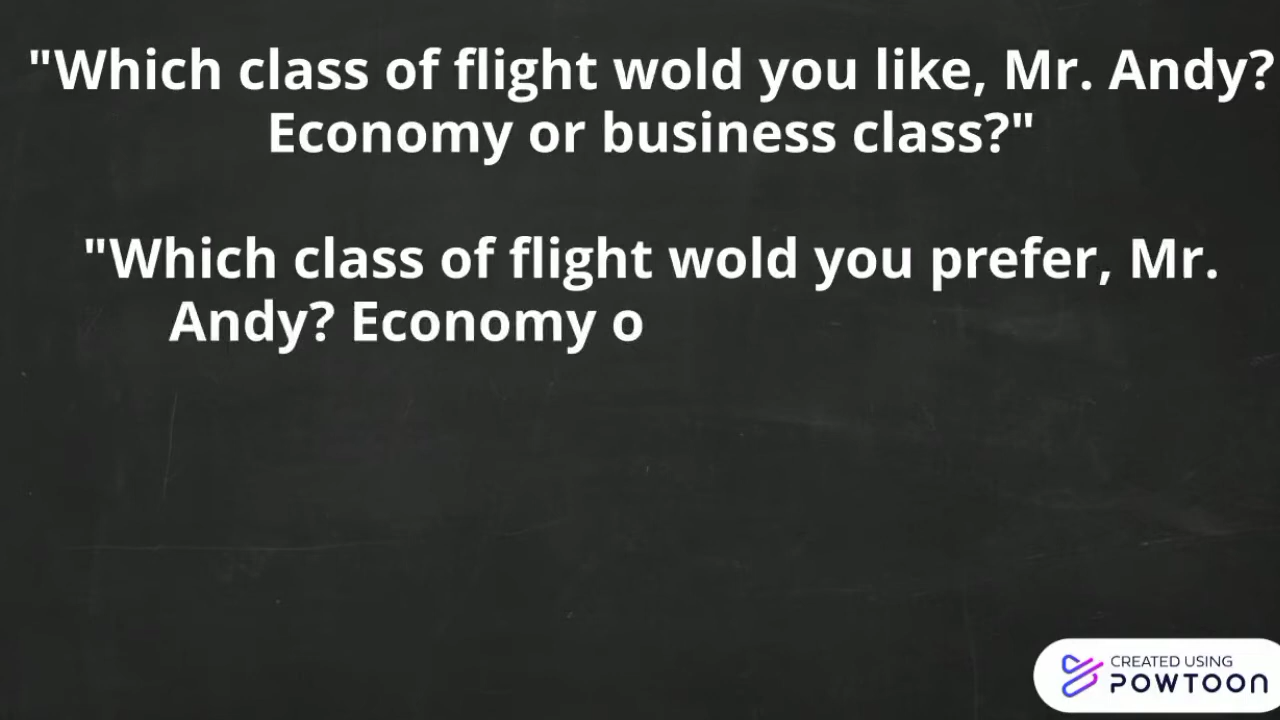 "Which class of flight wold you like, Mr. Andy?
Economy or business class?"
"Which class of flight wold you prefer, Mr.
Andy? Economy o
CREATED USING
POWTOON